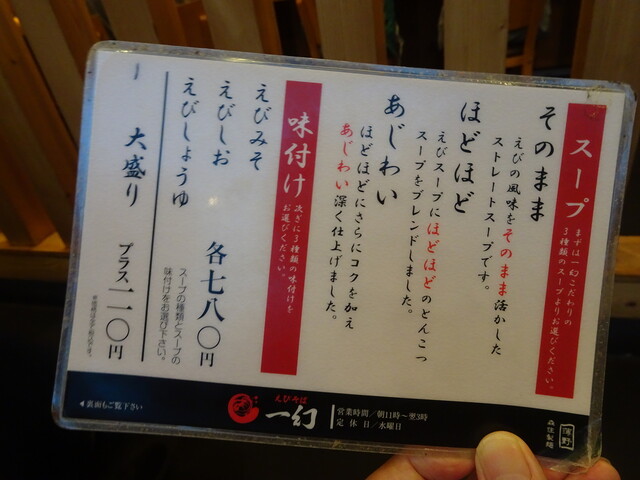 スープ
まずは一幻こだわりの
3種類のスープよりお選びください。
そのまま
えびの風味をそのまま活かした
ストレートスープです。
ほどほど
えびスープにほどほどのとんこつ
スープをブレンドしました。
あじわい
ほどほどにさらにコクを加え
あじわい深く仕上げました。
味付け
次ぎに3種類の味付けを
お選びください。
えびみそ
えびしお
えびしょうゆ
各七八〇円
スープの種類とスープの
味付けをお選び下さい。
大盛り
プラス一一〇円
◀裏面もご覧下さい
えびそば
一幻
営業時間/朝11時〜翌3時
定休日/水曜日
森住製麺